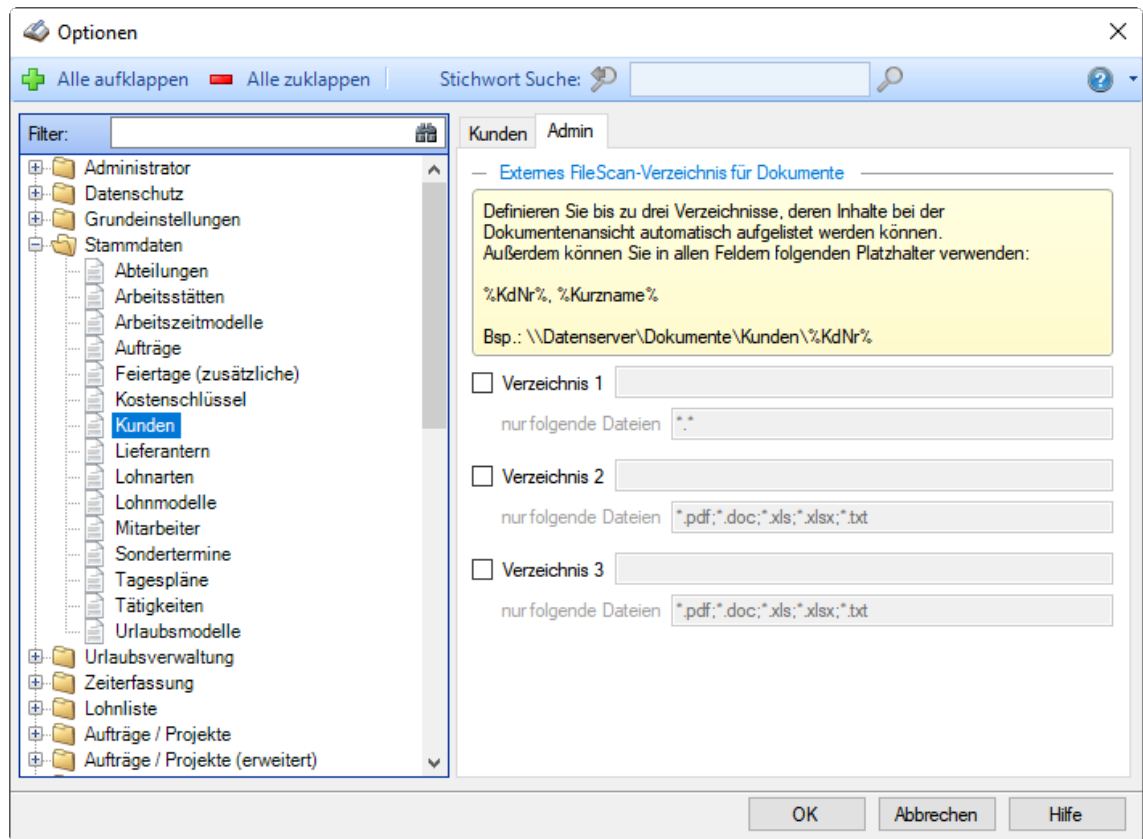 Optionen
Alle aufklappen Alle zuklappen Stichwort Suche:
Filter:
Administrator
Datenschutz
Grundeinstellungen
Stammdaten
Abteilungen
Arbeitsstätten
Arbeitszeitmodelle
Aufträge
Feiertage (zusätzliche)
Kostenschlüssel
Kunden
Lieferantern
Lohnarten
Lohnmodelle
Mitarbeiter
Sondertermine
Tagespläne
Tätigkeiten
Urlaubsmodelle
Urlaubsverwaltung
Zeiterfassung
Lohnliste
Aufträge / Projekte
Aufträge / Projekte (erweitert)
Kunden Admin
Externes FileScan-Verzeichnis für Dokumente
Definieren Sie bis zu drei Verzeichnisse, deren Inhalte bei der
Dokumentenansicht automatisch aufgelistet werden können.
Außerdem können Sie in allen Feldern folgenden Platzhalter verwenden:
%KdNr%, %Kurzname%
Bsp.: \\Datenserver\Dokumente\Kunden\%KdNr%
Verzeichnis 1
nur folgende Dateien *.*
Verzeichnis 2
nur folgende Dateien *.pdf;*.doc;*.xls;*.xlsx;*.txt
Verzeichnis 3
nur folgende Dateien *.pdf;*.doc;*.xls;*.xlsx;*.txt
OK Abbrechen Hilfe